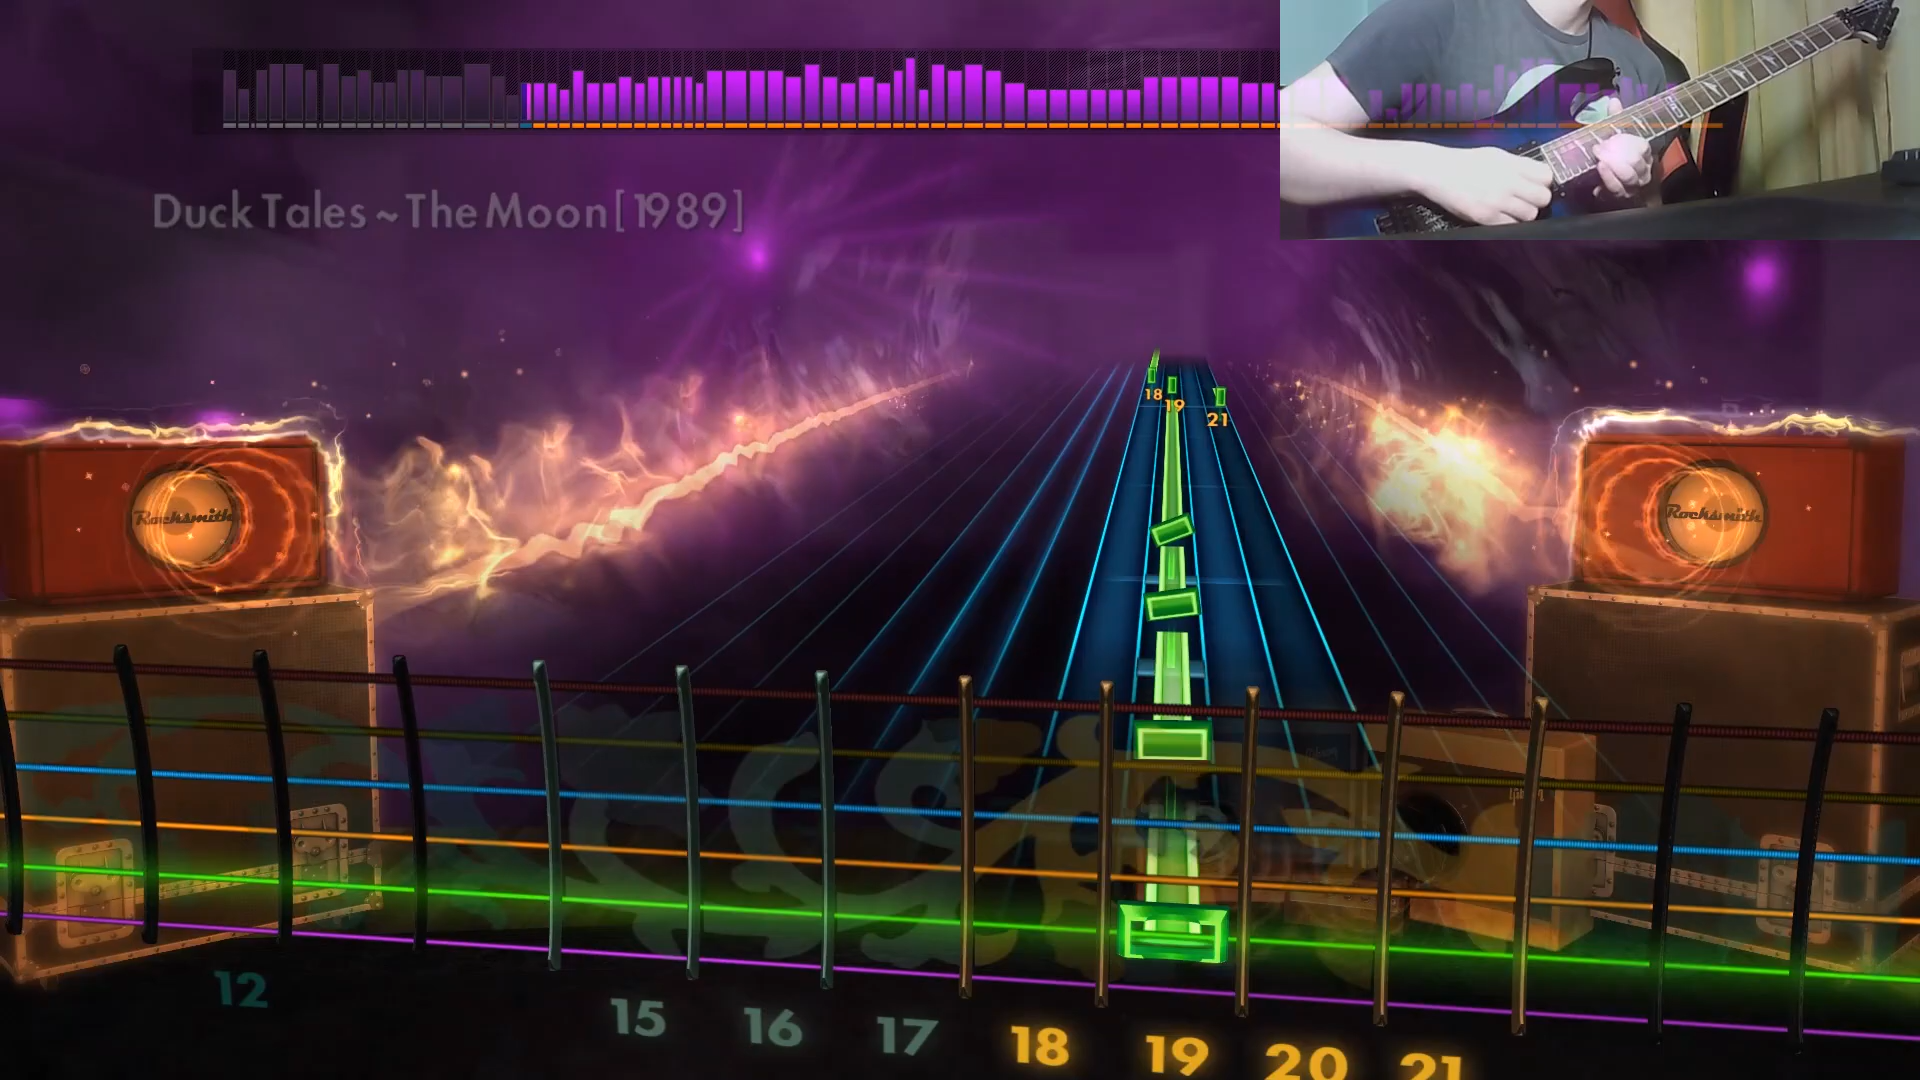 Duck Tales ~ The Moon [1989]
18
19
21
Rocksmith
Rocksmith
12 15 16 17 18 19 20 21